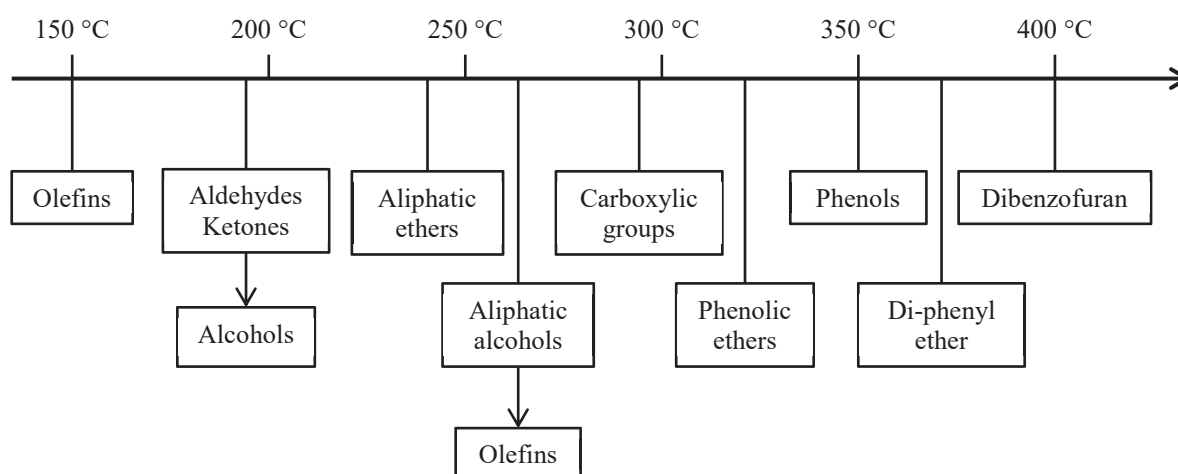 150 °C
200 °C
250 °C
300 °C
350 °C
400 °C
Olefins
Aldehydes
Ketones
Alcohols
Aliphatic
ethers
Aliphatic
alcohols
Olefins
Carboxylic
groups
Phenolic
ethers
Phenols
Di-phenyl
ether
Dibenzofuran